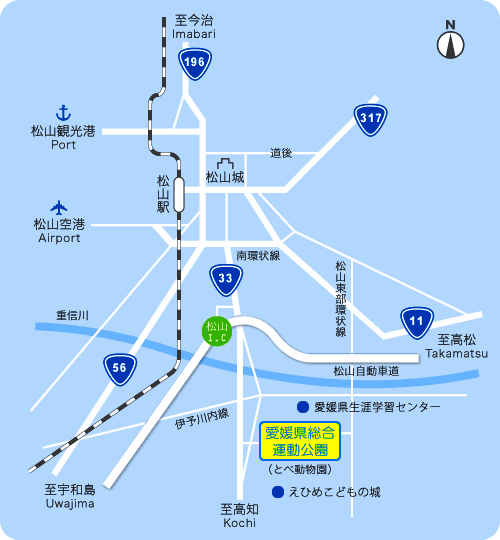 至今治
Imabari
N
196
松山観光港
Port
317
道後
松山城
松山駅
松山空港
Airport
南環状線
33
松山東部環状線
11
重信川
松山
I.C
至高松
Takamatsu
56
松山自動車道
伊予川内線
愛媛県生涯学習センター
愛媛県総合
運動公園
(とべ動物園)
至宇和島
Uwajima
えひめこどもの城
至高知
Kochi